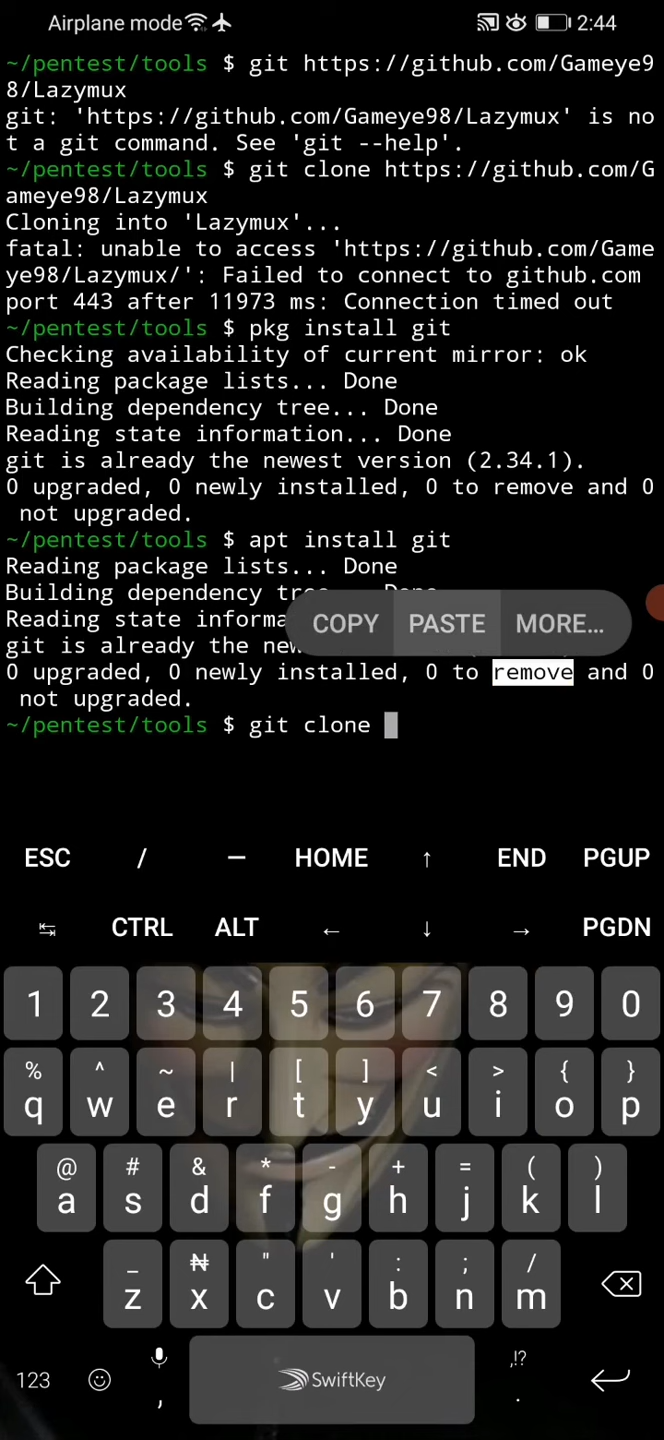 Airplane mode 2:44
~/pentest/tools $ git https://github.com/Gameye9
8/Lazymux
git: 'https://github.com/Gameye98/Lazymux' is no
t a git command. See 'git --help'.
~/pentest/tools $ git clone https://github.com/G
ameye98/Lazymux
Cloning into 'Lazymux'...
fatal: unable to access 'https://github.com/Game
ye98/Lazymux/': Failed to connect to github.com
port 443 after 11973 ms: Connection timed out
~/pentest/tools $ pkg install git
Checking availability of current mirror: ok
Reading package lists... Done
Building dependency tree... Done
Reading state information... Done
git is already the newest version (2.34.1).
0 upgraded, 0 newly installed, 0 to remove and 0
not upgraded.
~/pentest/tools $ apt install git
Reading package lists... Done
Building dependency tree... Done
Reading state informa
COPY PASTE MORE...
git is already the new
0 upgraded, 0 newly installed, 0 to remove and 0
not upgraded.
~/pentest/tools $ git clone
ESC / — HOME ↑ END PGUP
↹ CTRL ALT ← ↓ → PGDN
1 2 3 4 5 6 7 8 9 0
% ^ ~ | [ ] < > { }
q w e r t y u i o p
@ # & * - + = ( )
a s d f g h j k l
_ ₦ " ' : ; /
z x c v b n m
,!?
123 , SwiftKey .